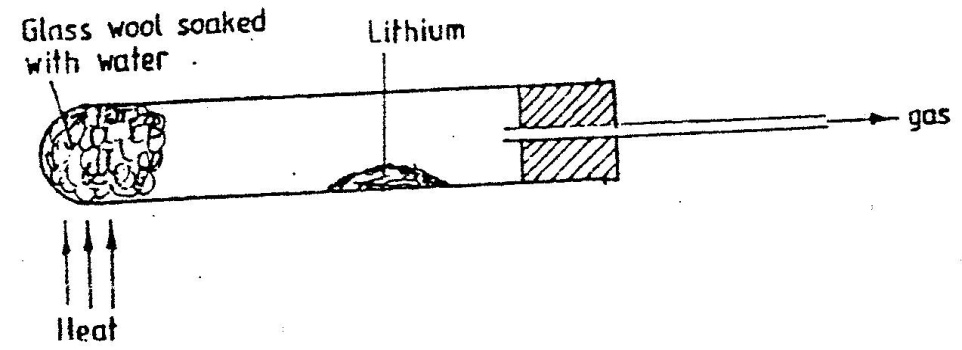 Glass wool soaked
with water
Lithium
gas
Heat